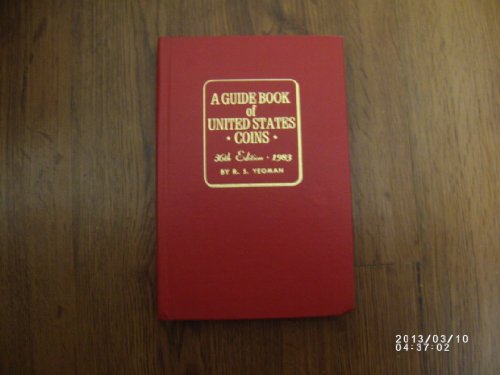 A GUIDE BOOK
of
UNITED STATES
• COINS •
36th Edition • 1983
BY R. S. YEOMAN
2013/03/10
04:37:02